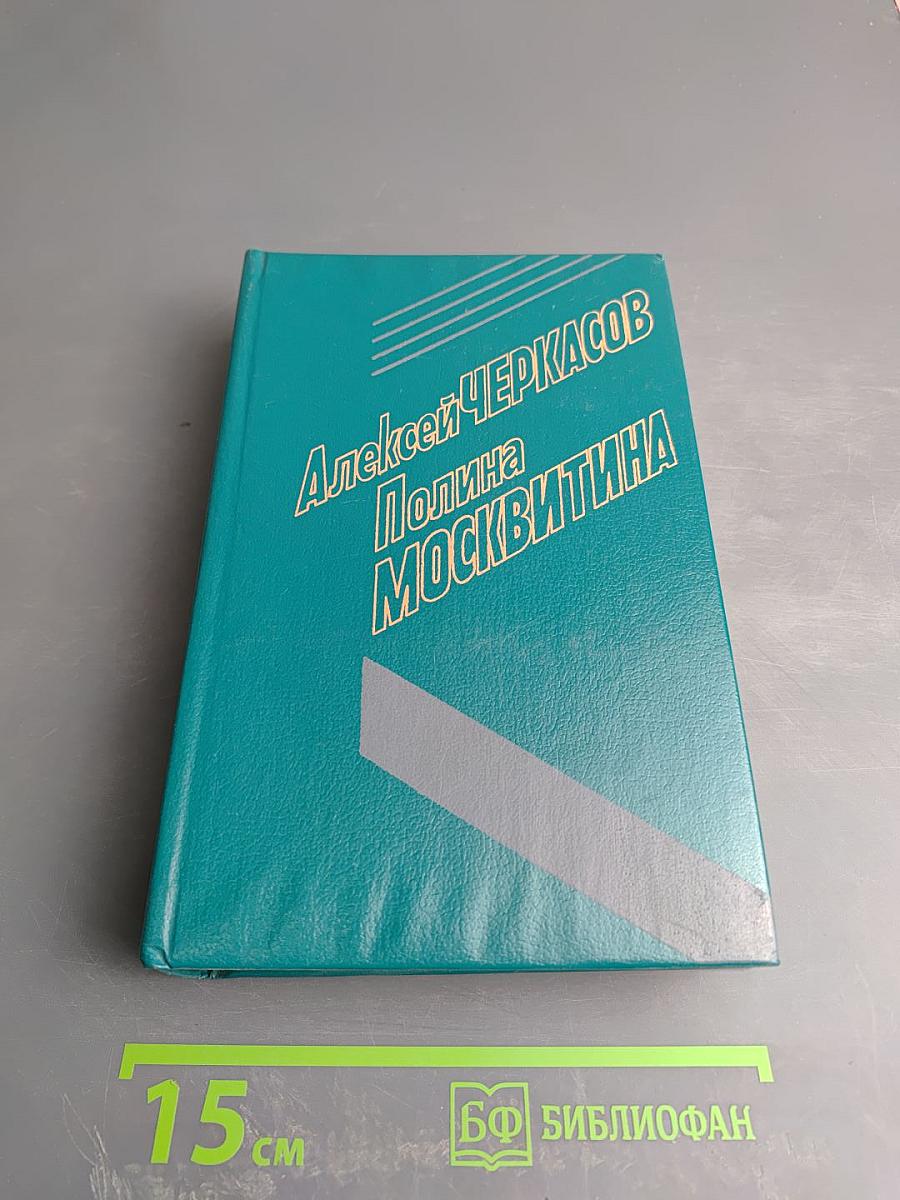 Алексей ЧЕРКАСОВ
Полина
МОСКВИТИНА
15 см
БФ БИБЛИОФАН